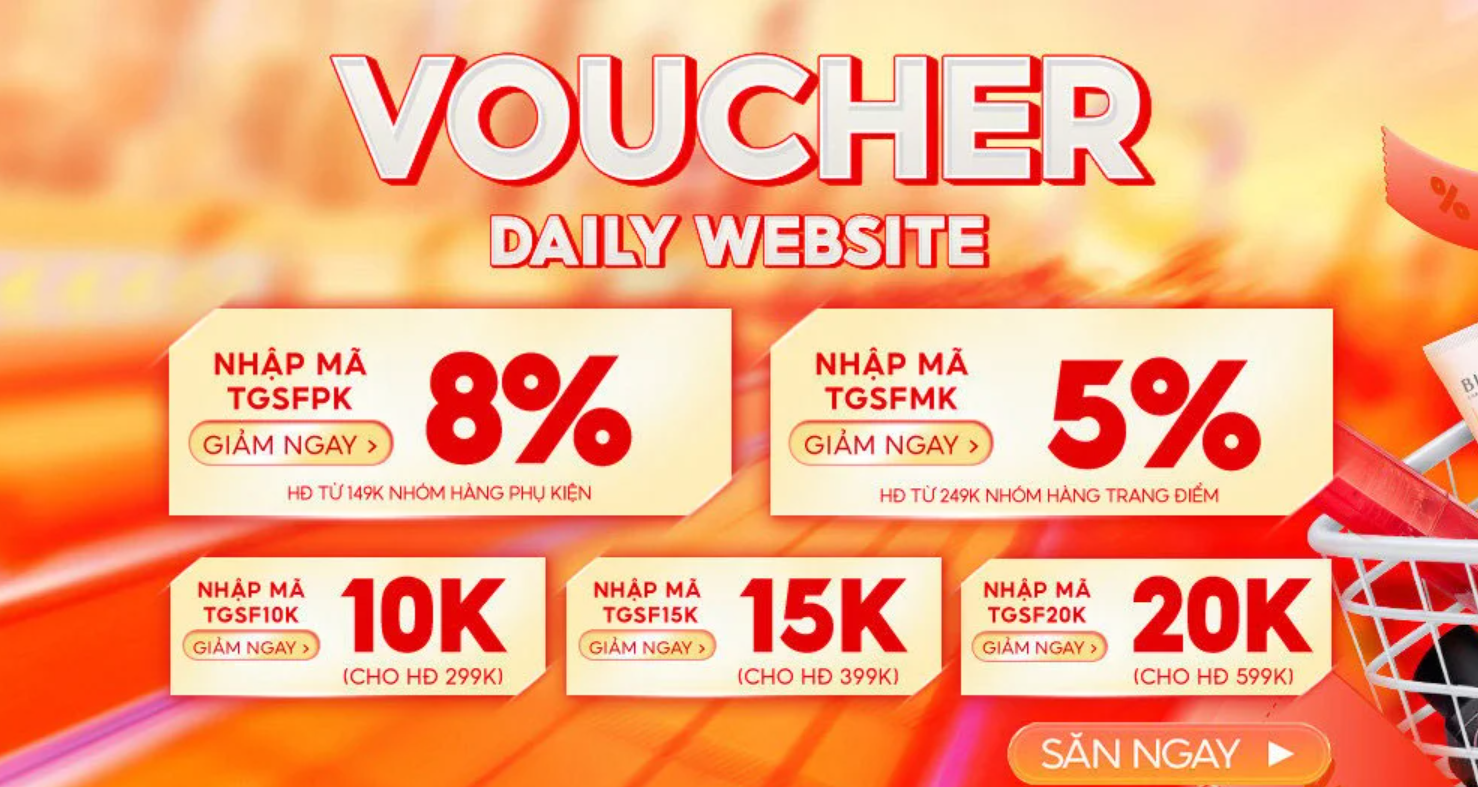 VOUCHER
DAILY WEBSITE
NHẬP MÃ
TGSFPK
GIẢM NGAY >
8%
HĐ TỪ 149K NHÓM HÀNG PHỤ KIỆN
NHẬP MÃ
TGSFMK
GIẢM NGAY >
5%
HĐ TỪ 249K NHÓM HÀNG TRANG ĐIỂM
NHẬP MÃ
TGSF10K
GIẢM NGAY >
10K
(CHO HĐ 299K)
NHẬP MÃ
TGSF15K
GIẢM NGAY >
15K
(CHO HĐ 399K)
NHẬP MÃ
TGSF20K
GIẢM NGAY >
20K
(CHO HĐ 599K)
SĂN NGAY ▶
%